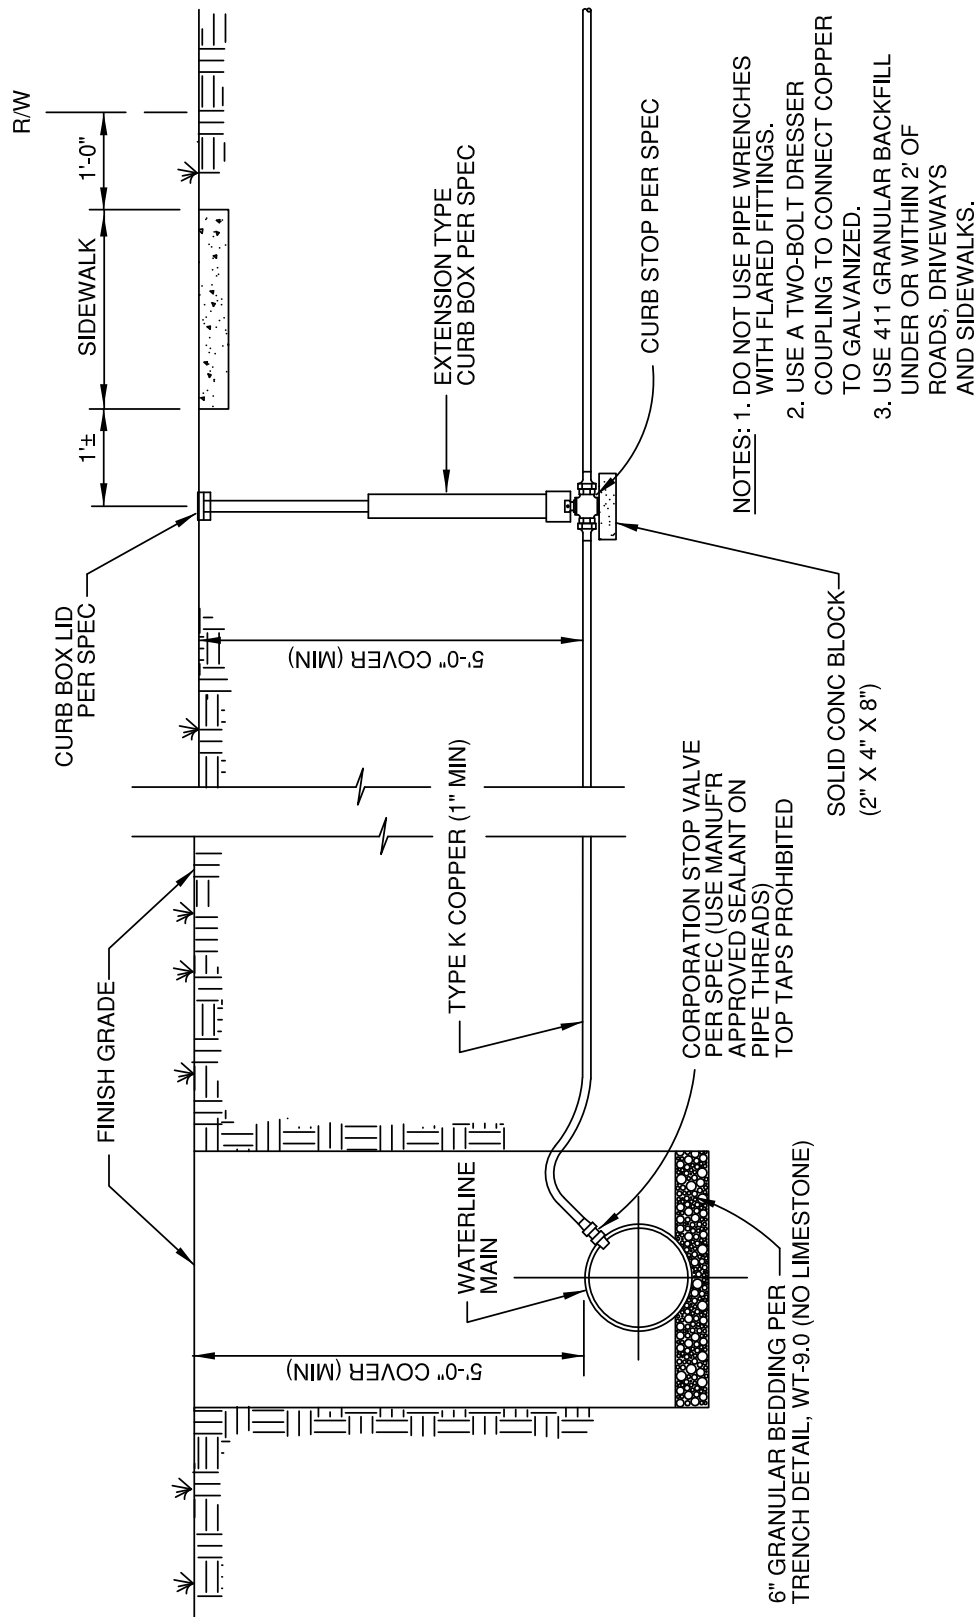 R/W
1'±
SIDEWALK
1'-0"
CURB BOX LID
PER SPEC
FINISH GRADE
5'-0" COVER (MIN)
5'-0" COVER (MIN)
EXTENSION TYPE
CURB BOX PER SPEC
TYPE K COPPER (1" MIN)
WATERLINE
MAIN
CURB STOP PER SPEC
CORPORATION STOP VALVE
PER SPEC (USE MANUF'R
APPROVED SEALANT ON
PIPE THREADS)
TOP TAPS PROHIBITED
SOLID CONC BLOCK
(2" X 4" X 8")
6" GRANULAR BEDDING PER
TRENCH DETAIL, WT-9.0 (NO LIMESTONE)
NOTES: 1. DO NOT USE PIPE WRENCHES
WITH FLARED FITTINGS.
2. USE A TWO-BOLT DRESSER
COUPLING TO CONNECT COPPER
TO GALVANIZED.
3. USE 411 GRANULAR BACKFILL
UNDER OR WITHIN 2' OF
ROADS, DRIVEWAYS
AND SIDEWALKS.